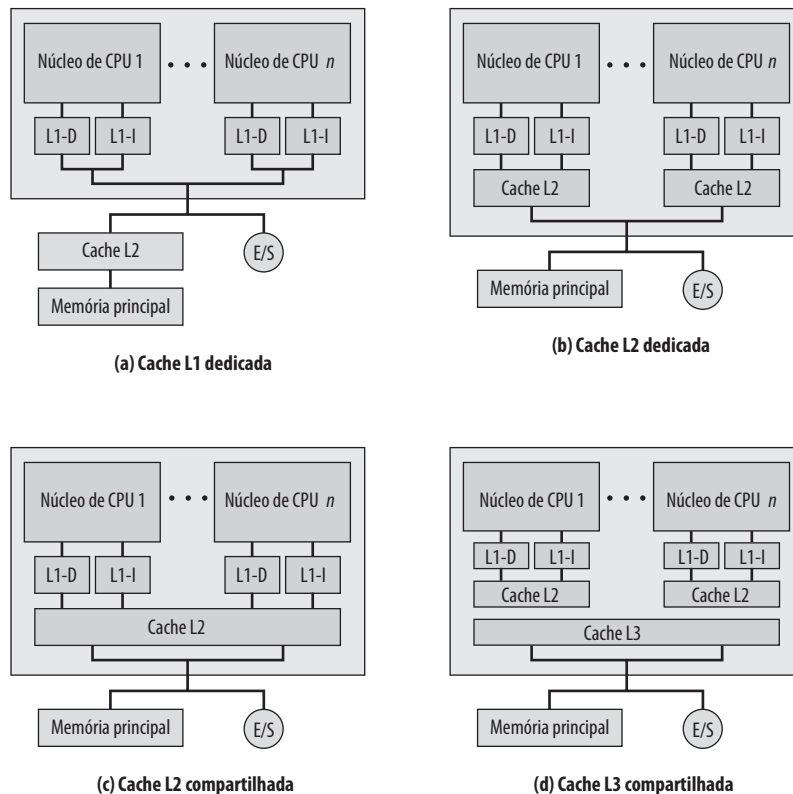 Núcleo de CPU 1 • • • Núcleo de CPU n
L1-D L1-I L1-D L1-I
Cache L2 E/S
Memória principal
(a) Cache L1 dedicada
Núcleo de CPU 1 • • • Núcleo de CPU n
L1-D L1-I L1-D L1-I
Cache L2 Cache L2
Memória principal E/S
(b) Cache L2 dedicada
Núcleo de CPU 1 • • • Núcleo de CPU n
L1-D L1-I L1-D L1-I
Cache L2
Memória principal E/S
(c) Cache L2 compartilhada
Núcleo de CPU 1 • • • Núcleo de CPU n
L1-D L1-I L1-D L1-I
Cache L2 Cache L2
Cache L3
Memória principal E/S
(d) Cache L3 compartilhada